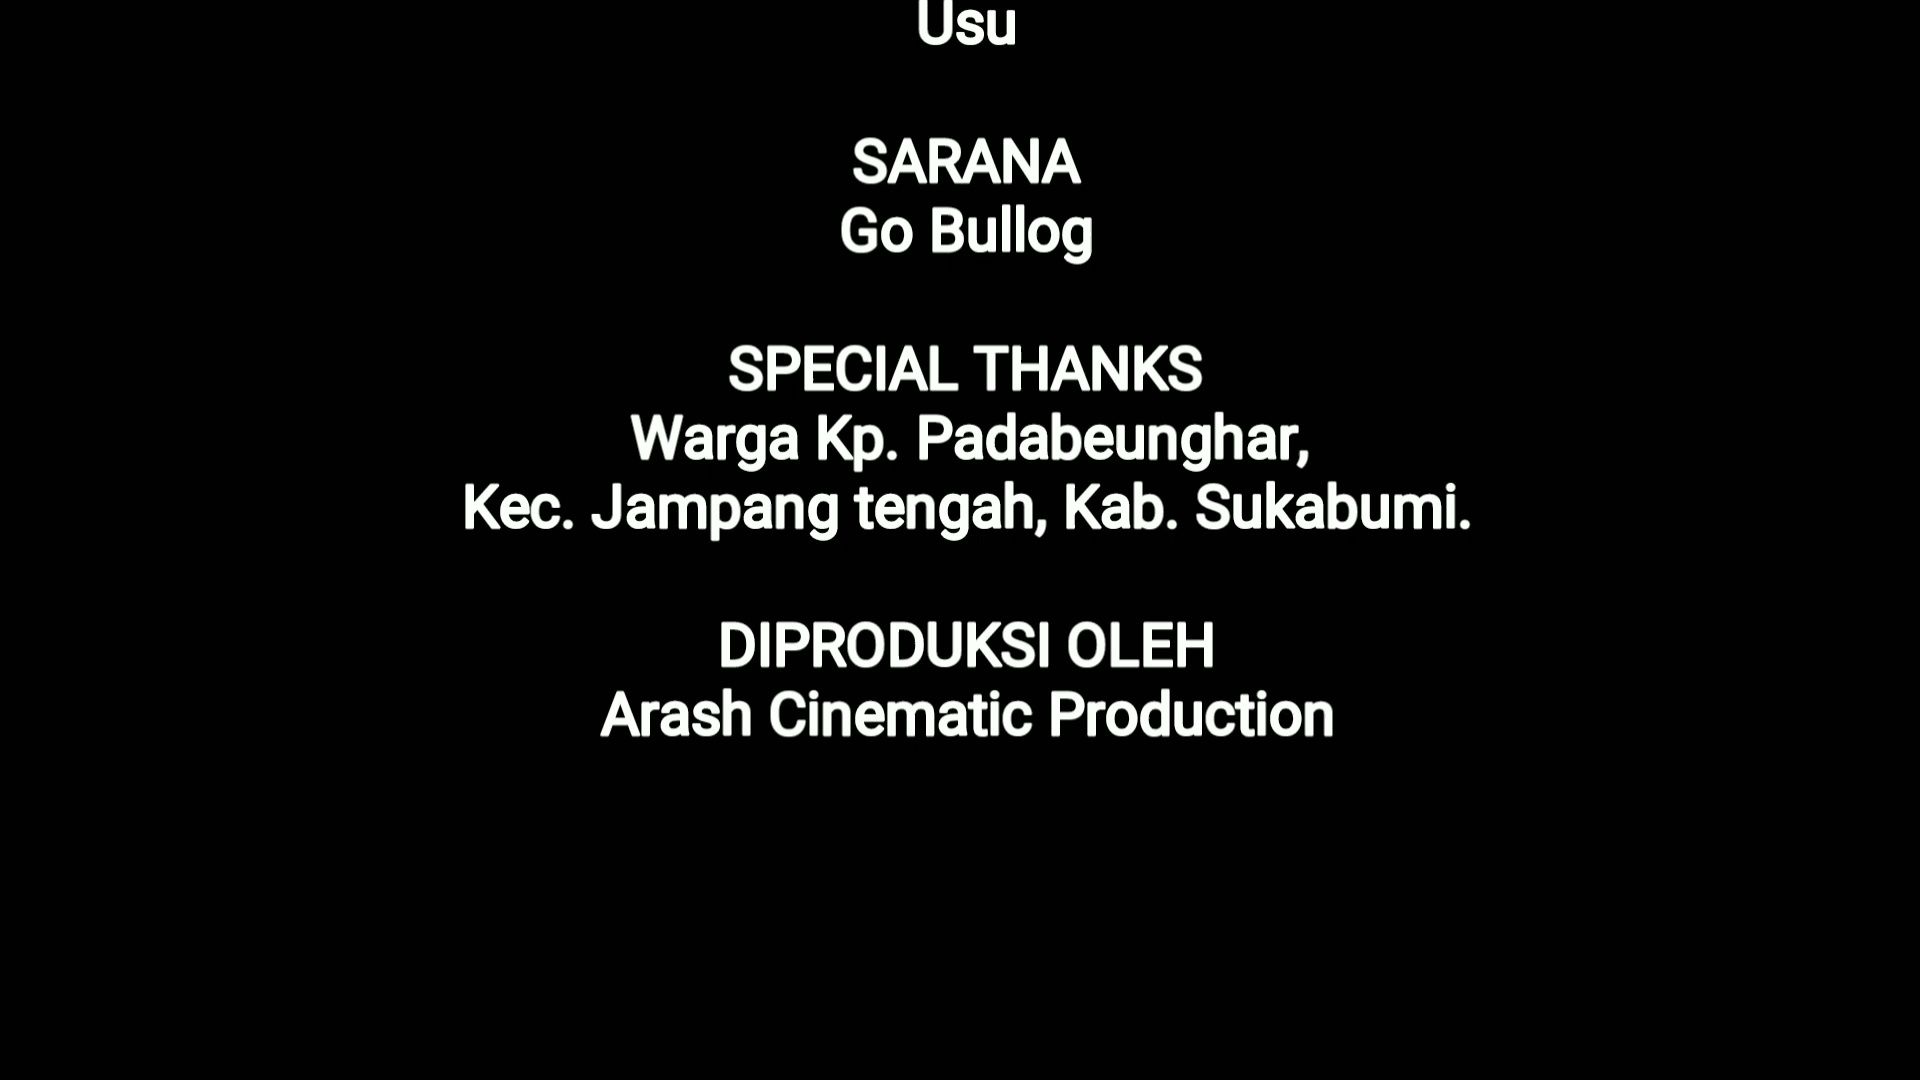 Usu
SARANA
Go Bullog
SPECIAL THANKS
Warga Kp. Padabeunghar,
Kec. Jampang tengah, Kab. Sukabumi.
DIPRODUKSI OLEH
Arash Cinematic Production